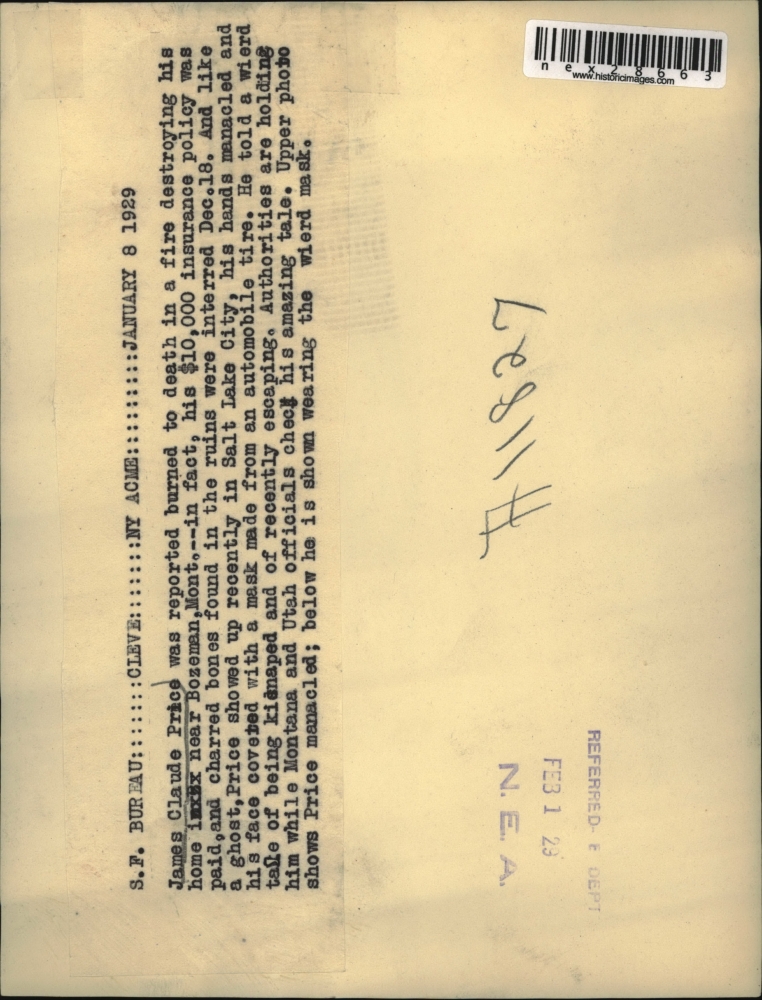 S.F. BUREAU:::::::CLEVE:::::::NY ACME:::::::::JANUARY 8 1929
James Claude Price was reported burned to death in a fire destroying his
home near Bozeman,Mont.--in fact, his $10,000 insurance policy was
paid,and charred bones found in the ruins were interred Dec.18. And like
a ghost,Price showed up recently in Salt Lake City, his hands manacled and
his face covered with a mask made from an automobile tire. He told a wierd
tale of being kidnaped and of recently escaping. Authorities are holding
him while Montana and Utah officials check his amazing tale. Upper photo
shows Price manacled; below he is shown wearing the wierd mask.
nex28663
www.historicimages.com
#11827
REFERRED- E DEPT
FEB 1 29
N. E. A.